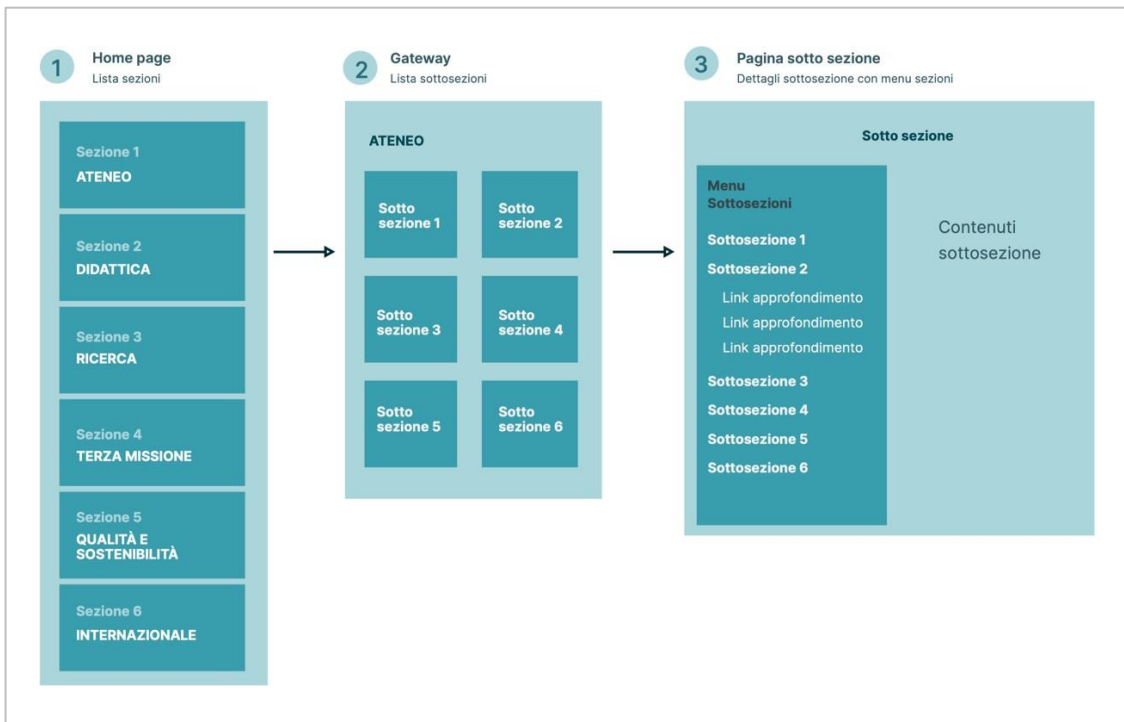 1
Home page
Lista sezioni
Sezione 1
ATENEO
Sezione 2
DIDATTICA
Sezione 3
RICERCA
Sezione 4
TERZA MISSIONE
Sezione 5
QUALITÀ E
SOSTENIBILITÀ
Sezione 6
INTERNAZIONALE
2
Gateway
Lista sottosezioni
ATENEO
Sotto
sezione 1
Sotto
sezione 2
Sotto
sezione 3
Sotto
sezione 4
Sotto
sezione 5
Sotto
sezione 6
3
Pagina sotto sezione
Dettagli sottosezione con menu sezioni
Sotto sezione
Menu
Sottosezioni
Sottosezione 1
Sottosezione 2
Link approfondimento
Link approfondimento
Link approfondimento
Sottosezione 3
Sottosezione 4
Sottosezione 5
Sottosezione 6
Contenuti
sottosezione